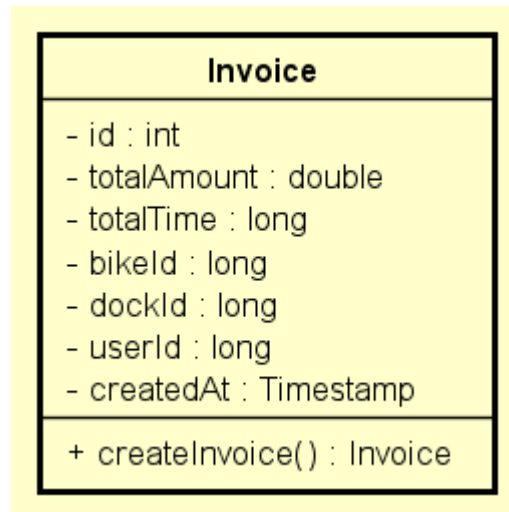 Invoice
- id : int
- totalAmount : double
- totalTime : long
- bikeId : long
- dockId : long
- userId : long
- createdAt : Timestamp
+ createInvoice() : Invoice